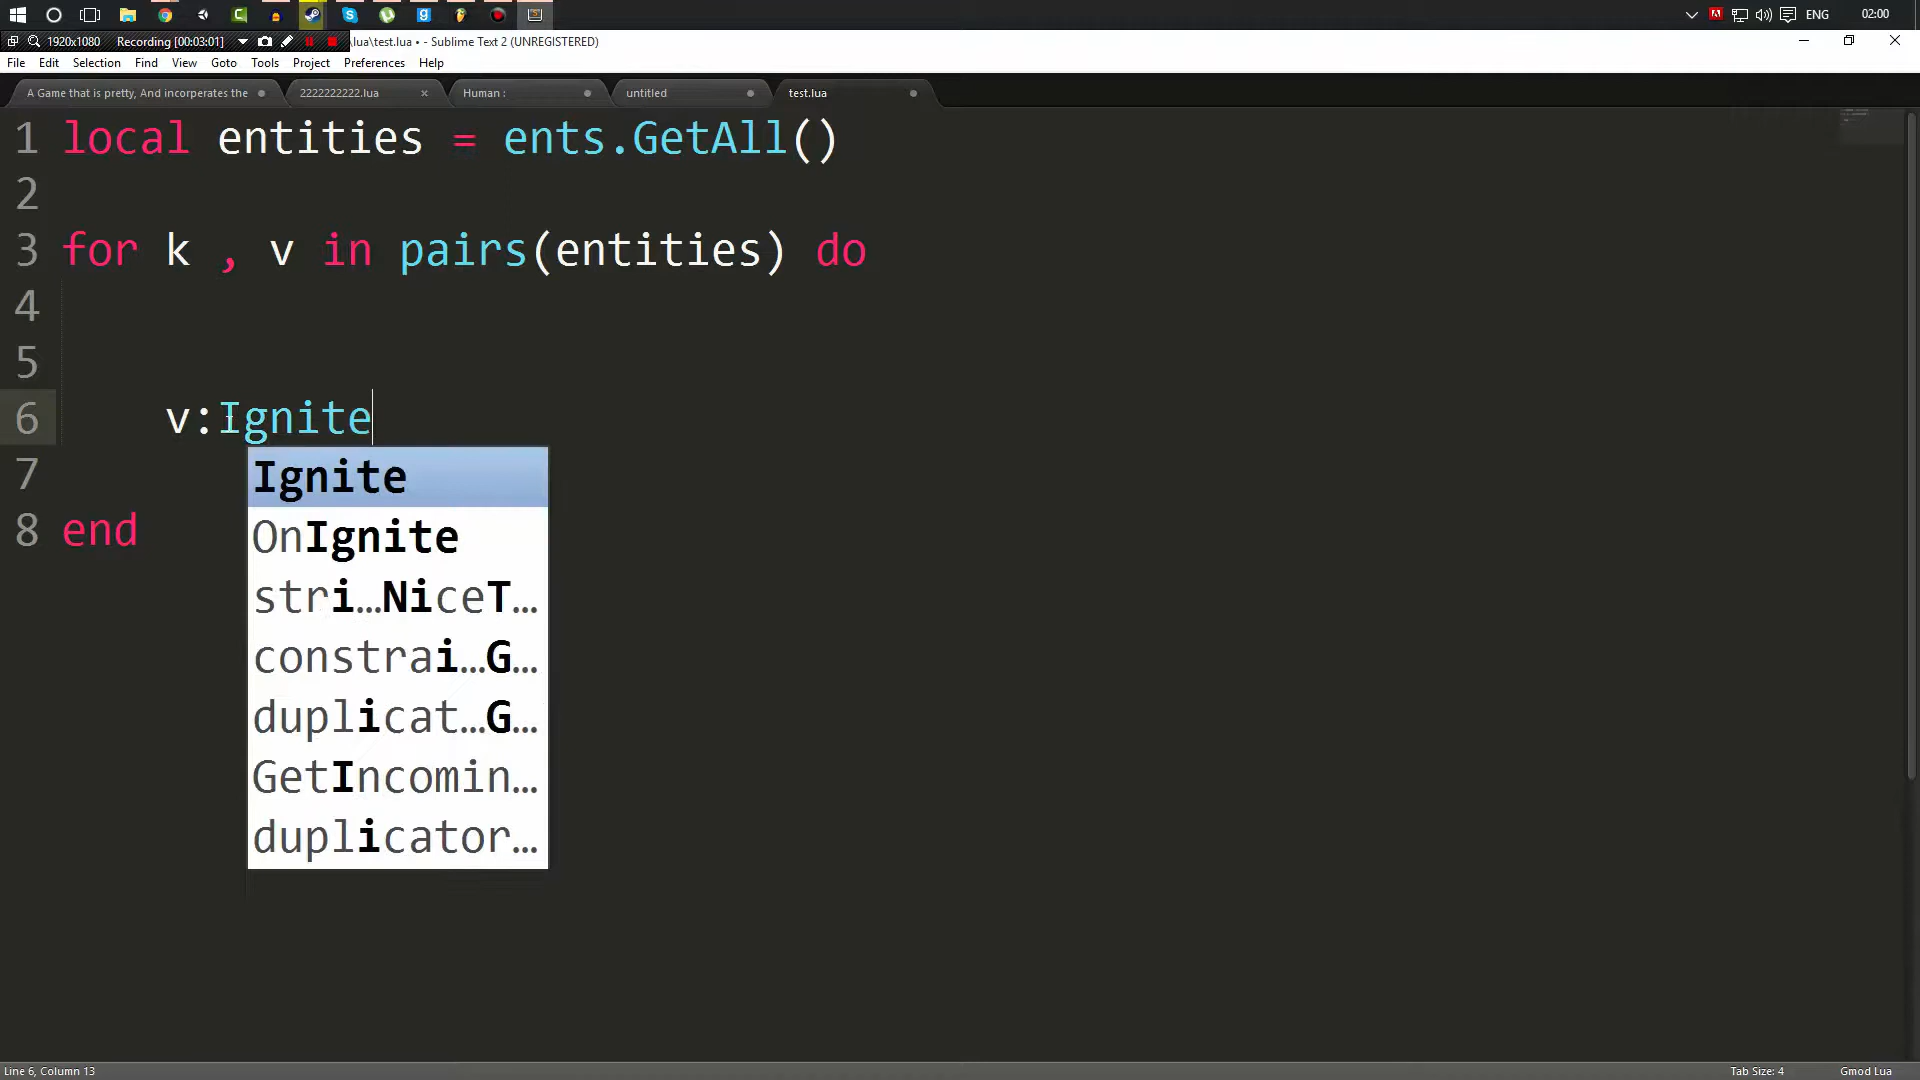 ENG 02:00
1920x1080 Recording [00:03:01] \lua\test.lua • - Sublime Text 2 (UNREGISTERED)
File Edit Selection Find View Goto Tools Project Preferences Help
A Game that is pretty, And incorperates the 2222222222.lua Human : untitled test.lua
1 local entities = ents.GetAll()
2
3 for k , v in pairs(entities) do
4
5
6 v:Ignite
Ignite
7
8 end
OnIgnite
stri…NiceT…
constrai…G…
duplicat…G…
GetIncomin…
duplicator…
Line 6, Column 13 Tab Size: 4 Gmod Lua